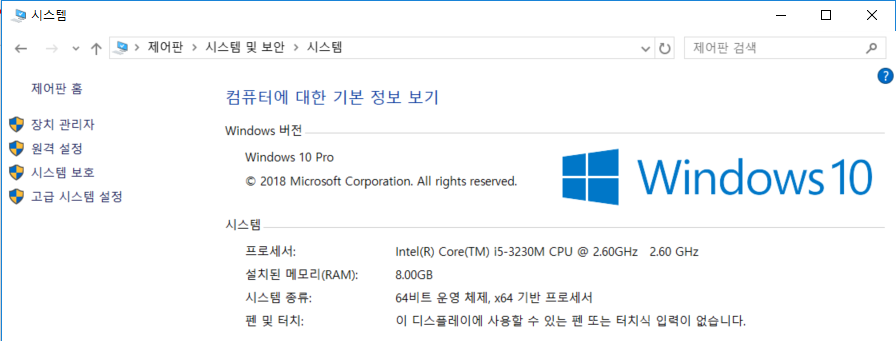 시스템
제어판 > 시스템 및 보안 > 시스템
제어판 검색
?
제어판 홈
장치 관리자
원격 설정
시스템 보호
고급 시스템 설정
컴퓨터에 대한 기본 정보 보기
Windows 버전
Windows 10 Pro
© 2018 Microsoft Corporation. All rights reserved.
Windows 10
시스템
프로세서: Intel(R) Core(TM) i5-3230M CPU @ 2.60GHz 2.60 GHz
설치된 메모리(RAM): 8.00GB
시스템 종류: 64비트 운영 체제, x64 기반 프로세서
펜 및 터치: 이 디스플레이에 사용할 수 있는 펜 또는 터치식 입력이 없습니다.